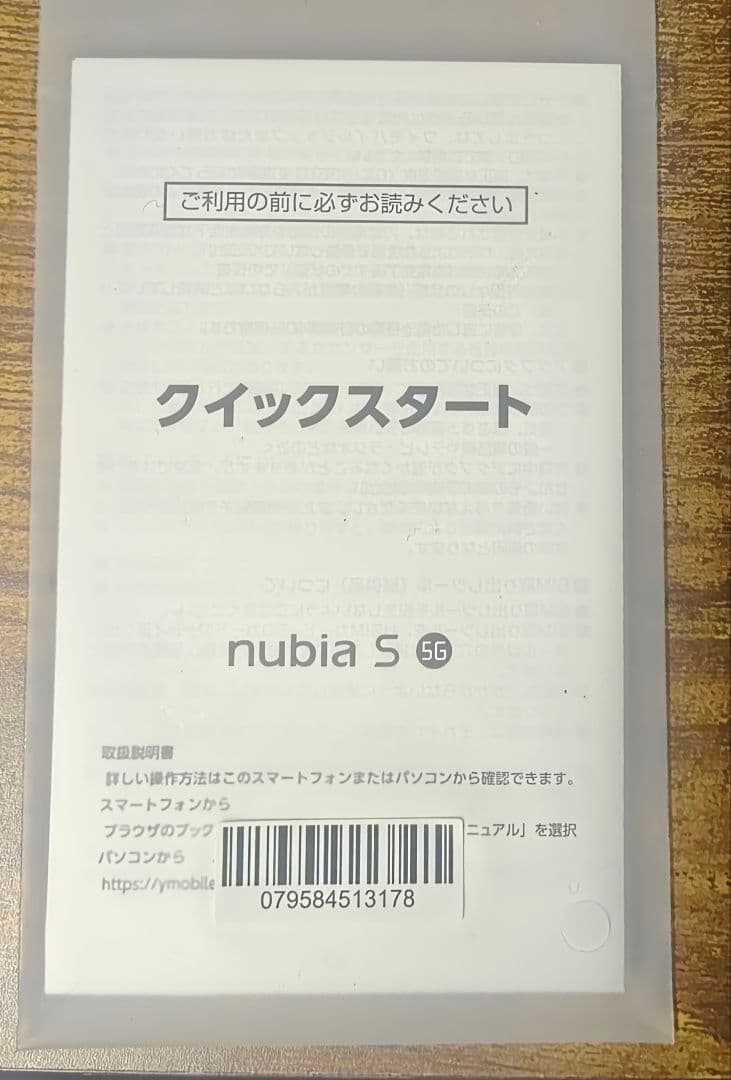 ご利用の前に必ずお読みください
クイックスタート
nubia S 5G
取扱説明書
詳しい操作方法はこのスマートフォンまたはパソコンから確認できます。
スマートフォンから
ブラウザのブック
ニュアル」を選択
パソコンから
https://ymobile
079584513178